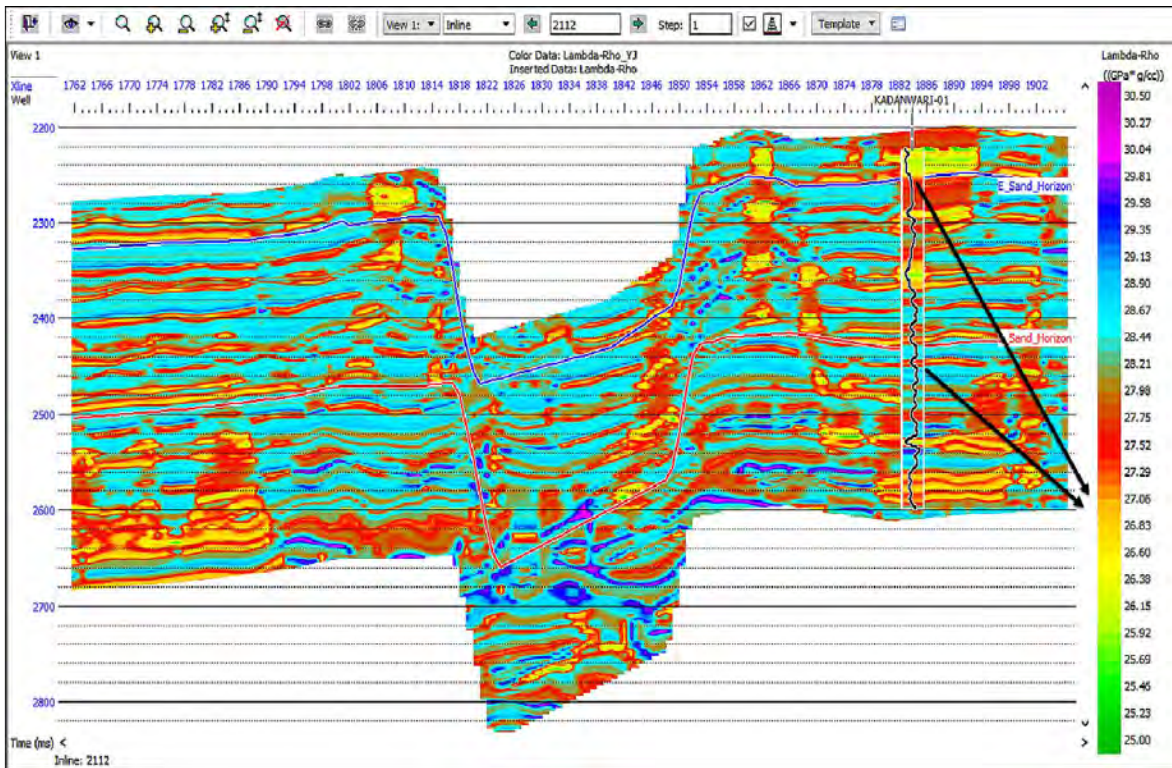 View 1: Inline 2112 Step: 1 Template
View 1
Color Data: Lambda-Rho_YJ
Inserted Data: Lambda-Rho
Lambda-Rho
((GPa* g/cc))
Xline 1762 1766 1770 1774 1778 1782 1786 1790 1794 1798 1802 1806 1810 1814 1818 1822 1826 1830 1834 1838 1842 1846 1850 1854 1858 1862 1866 1870 1874 1878 1882 1886 1890 1894 1898 1902
Well
KADANWARI-01
2200
2300
2400
2500
2600
2700
2800
E_Sand_Horizon
Sand_Horizon
30.50
30.27
30.04
29.81
29.58
29.35
29.13
28.90
28.67
28.44
28.21
27.98
27.75
27.52
27.29
27.06
26.83
26.60
26.38
26.15
25.92
25.69
25.46
25.23
25.00
Time (ms) <
>
Inline: 2112